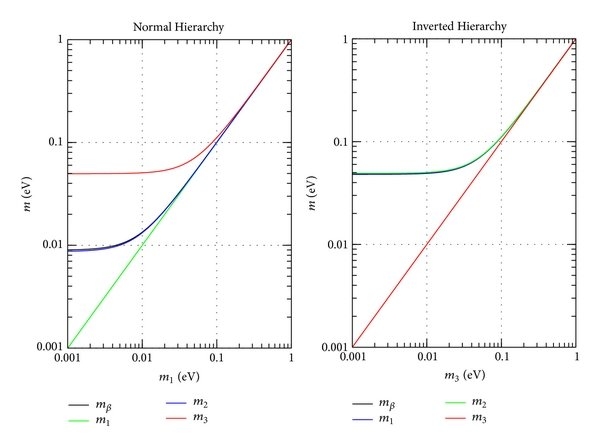 Normal Hierarchy
1
0.1
0.01
0.001
m (eV)
0.001 0.01 0.1 1
m₁ (eV)
mᵦ m₂
m₁ m₃
Inverted Hierarchy
1
0.1
0.01
0.001
m (eV)
0.001 0.01 0.1 1
m₃ (eV)
mᵦ m₂
m₁ m₃